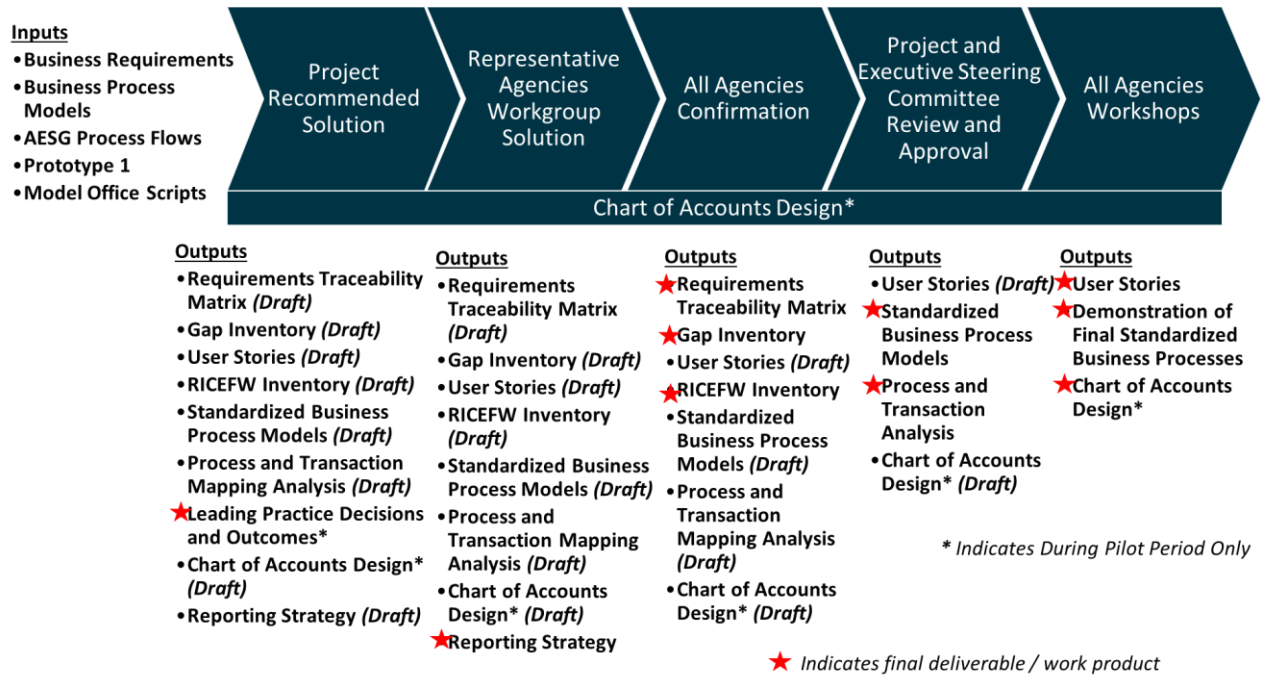 Inputs
•Business Requirements
•Business Process
Models
•AESG Process Flows
•Prototype 1
•Model Office Scripts
Project
Recommended
Solution
Representative
Agencies
Workgroup
Solution
All Agencies
Confirmation
Project and
Executive Steering
Committee
Review and
Approval
All Agencies
Workshops
Chart of Accounts Design*
Outputs
•Requirements Traceability
Matrix (Draft)
•Gap Inventory (Draft)
•User Stories (Draft)
•RICEFW Inventory (Draft)
•Standardized Business
Process Models (Draft)
•Process and Transaction
Mapping Analysis (Draft)
Leading Practice Decisions
and Outcomes*
•Chart of Accounts Design*
(Draft)
•Reporting Strategy (Draft)
Outputs
•Requirements
Traceability Matrix
(Draft)
•Gap Inventory (Draft)
•User Stories (Draft)
•RICEFW Inventory
(Draft)
•Standardized Business
Process Models (Draft)
•Process and
Transaction Mapping
Analysis (Draft)
•Chart of Accounts
Design* (Draft)
Reporting Strategy
Outputs
Requirements
Traceability Matrix
Gap Inventory
•User Stories (Draft)
RICEFW Inventory
•Standardized
Business Process
Models (Draft)
•Process and
Transaction
Mapping Analysis
(Draft)
•Chart of Accounts
Design* (Draft)
Outputs
•User Stories (Draft)
Standardized
Business Process
Models
Process and
Transaction
Analysis
•Chart of Accounts
Design* (Draft)
Outputs
User Stories
Demonstration of
Final Standardized
Business Processes
Chart of Accounts
Design*
* Indicates During Pilot Period Only
Indicates final deliverable / work product